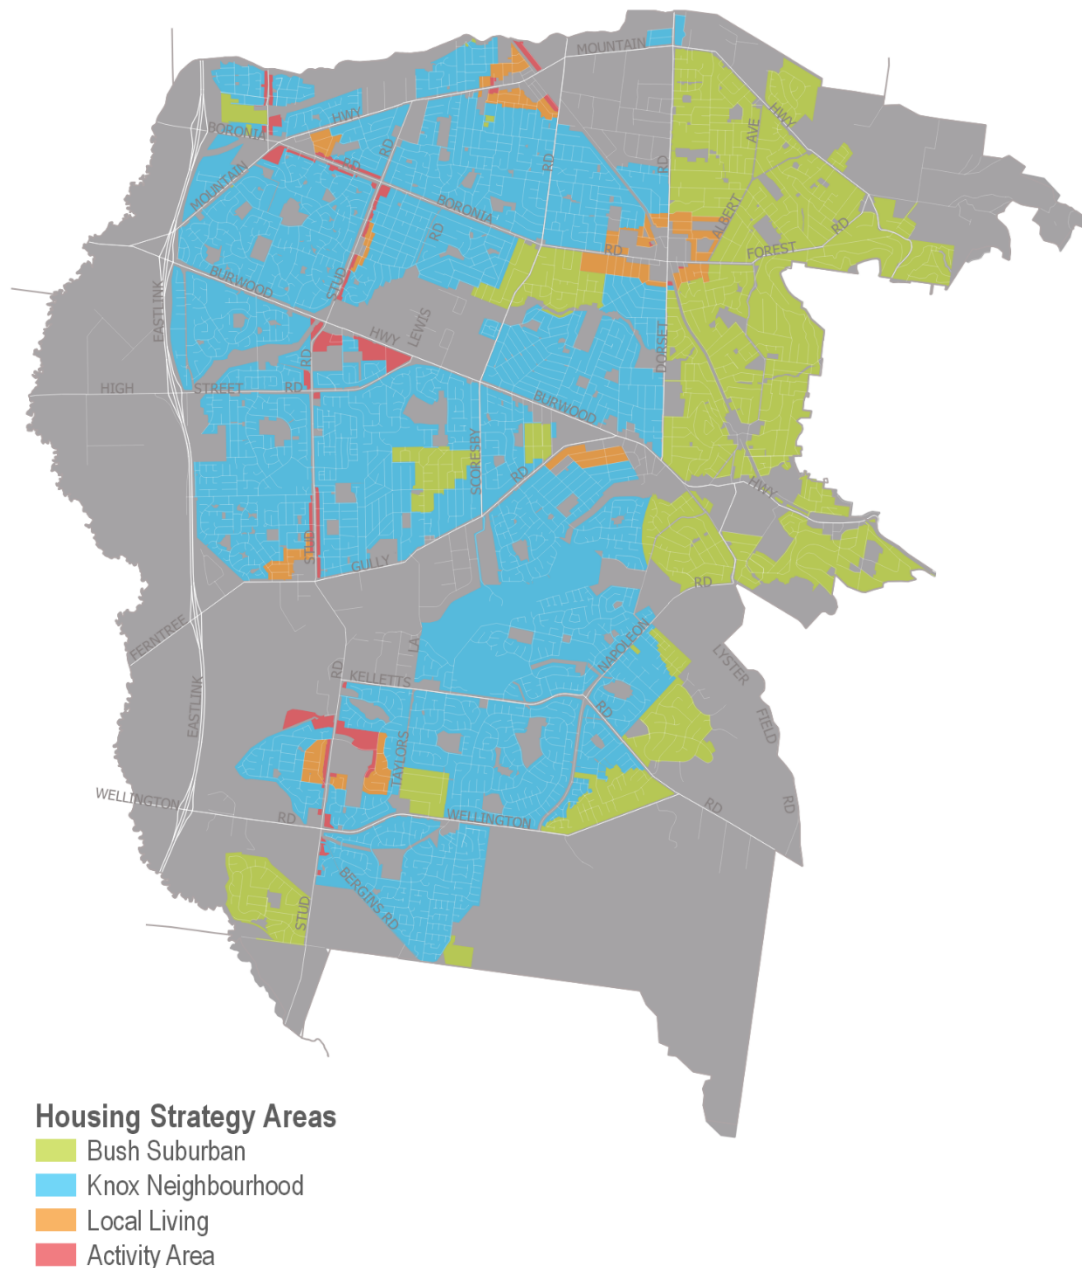 MOUNTAIN
HWY
BORONIA
HWY
RD
RD
AVE
RD
RD
MOUNTAIN
BORONIA
ALBERT
RD
RD
RD
FOREST
BURWOOD
STUD
EASTLINK
HWY
LEWIS
DORSET
RD
HIGH
STREET
RD
BURWOOD
SCORESBY
RD
HWY
STUD
GULLY
RD
FERNTREE
NAPOLEON
LA
LYSTER
RD
KELLETTS
EASTLINK
RD
FIELD
TAYLORS
WELLINGTON
RD
WELLINGTON
RD
RD
BERGINS RD
STUD
Housing Strategy Areas
Bush Suburban
Knox Neighbourhood
Local Living
Activity Area